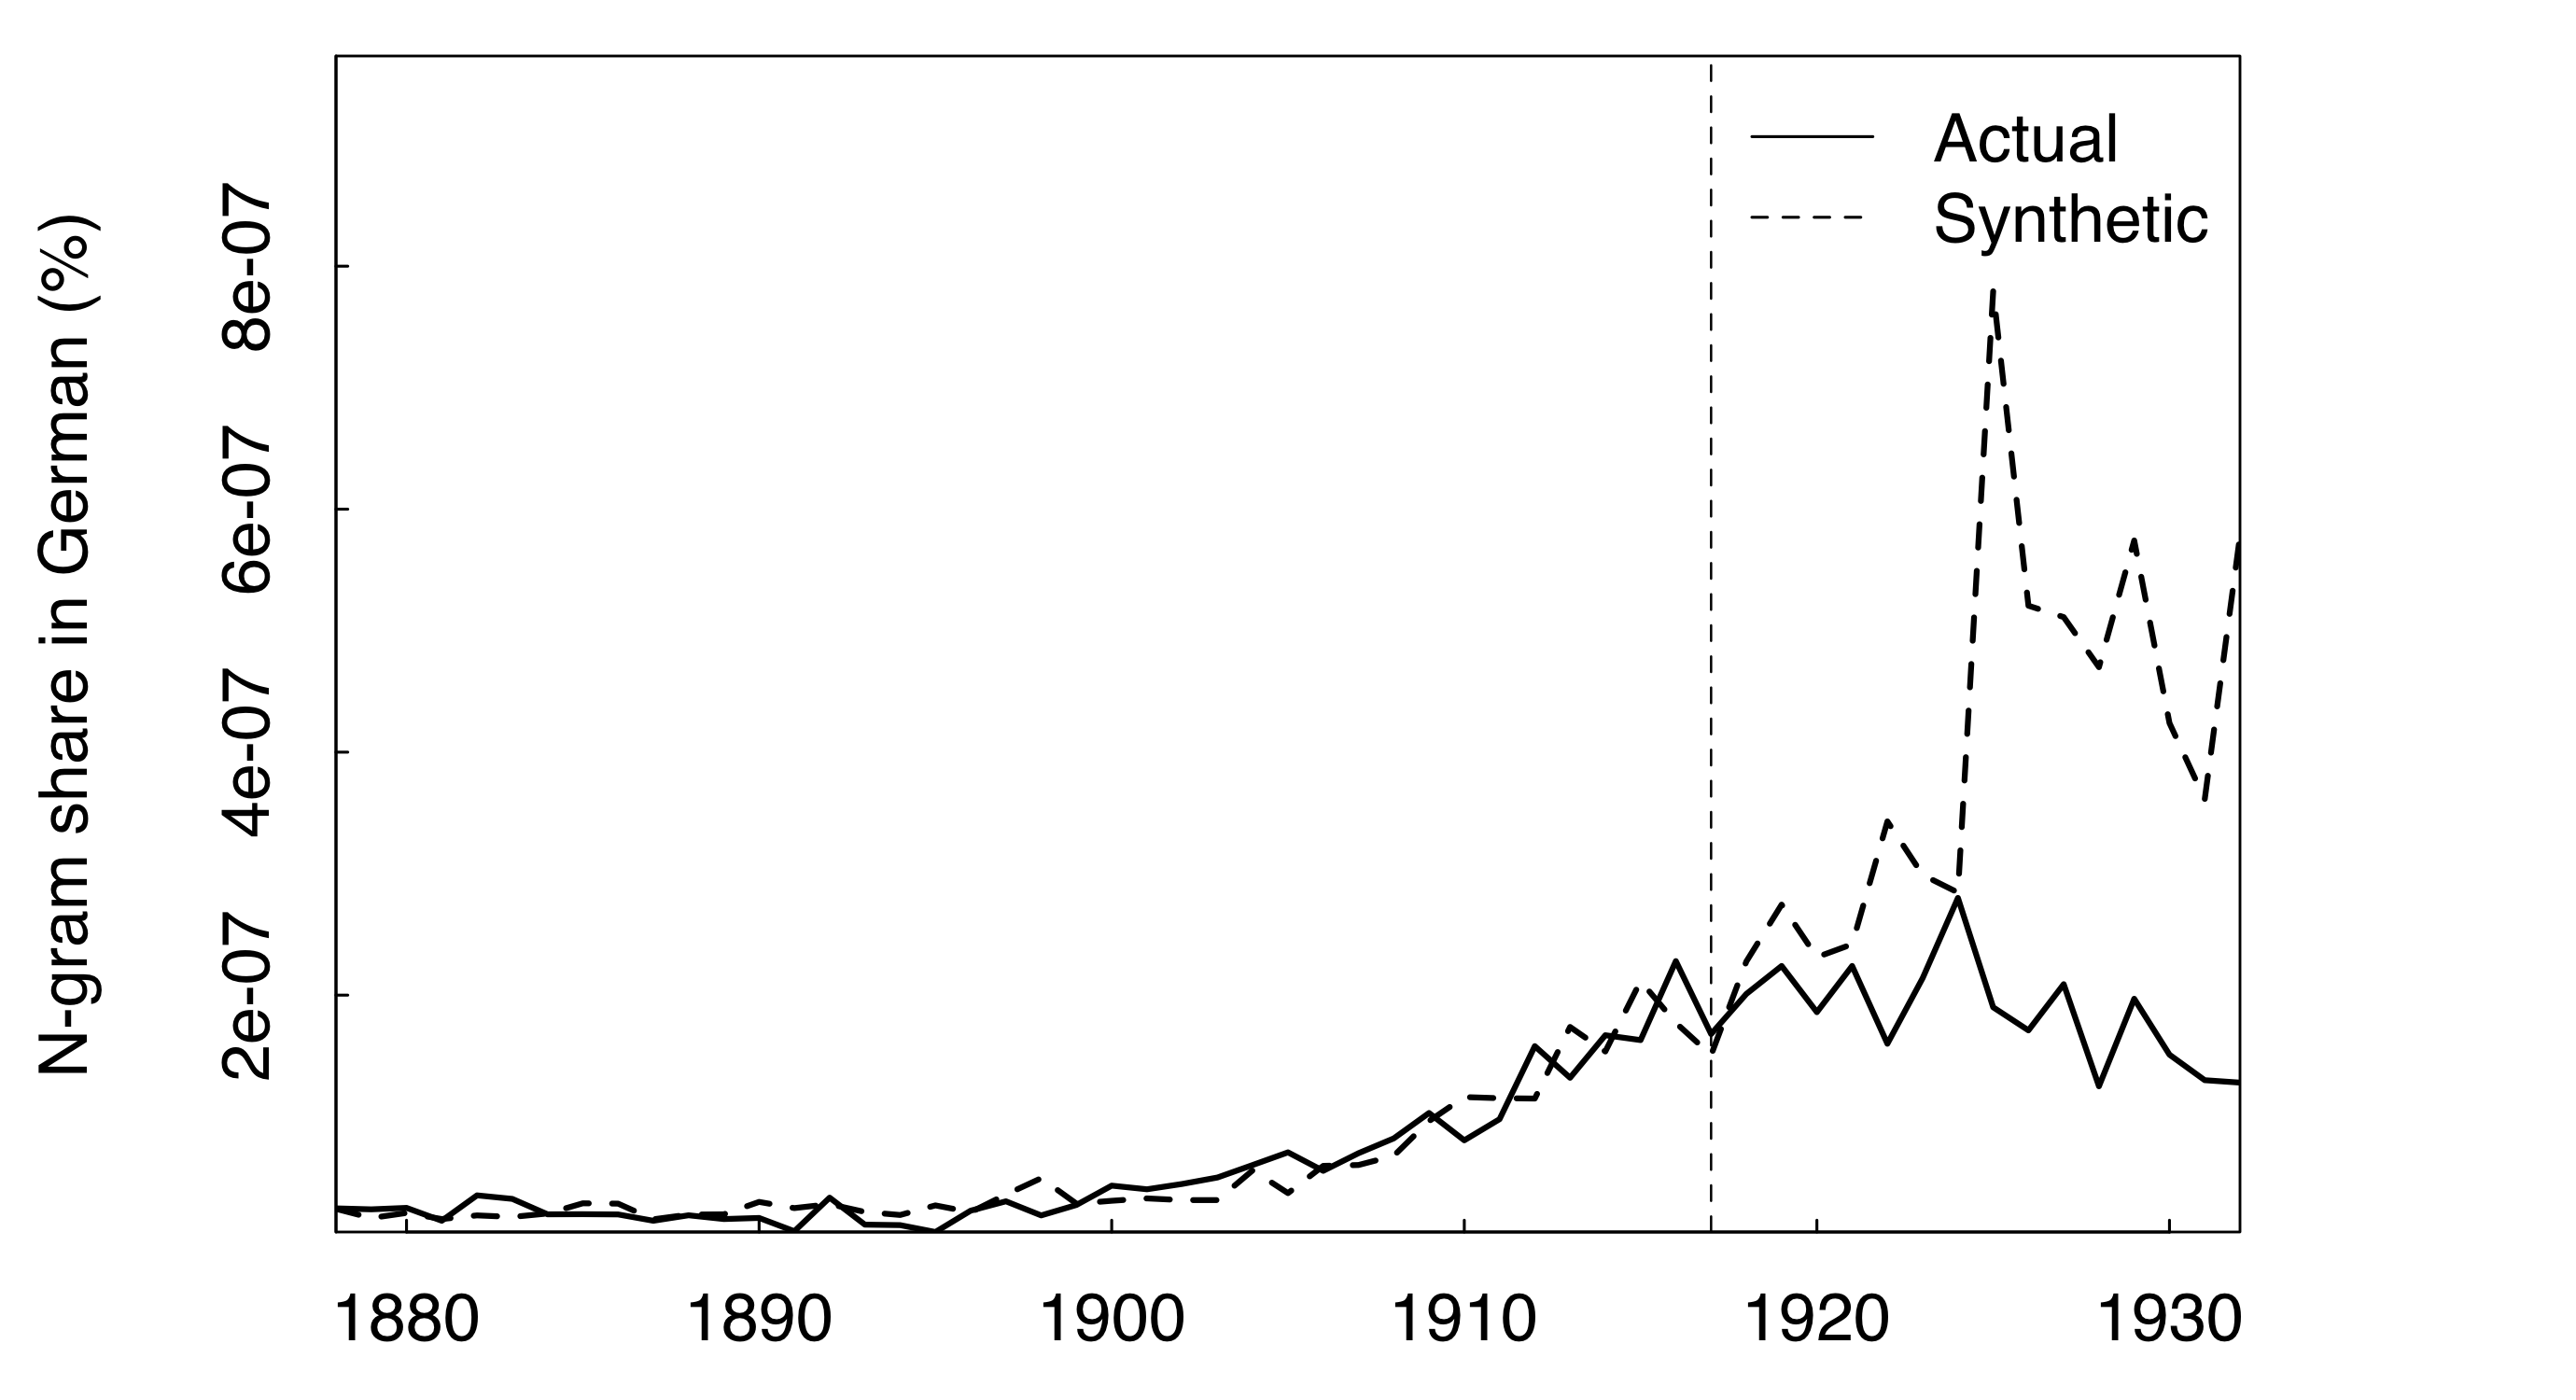 N-gram share in German (%)
8e-07
6e-07
4e-07
2e-07
Actual
Synthetic
1880 1890 1900 1910 1920 1930